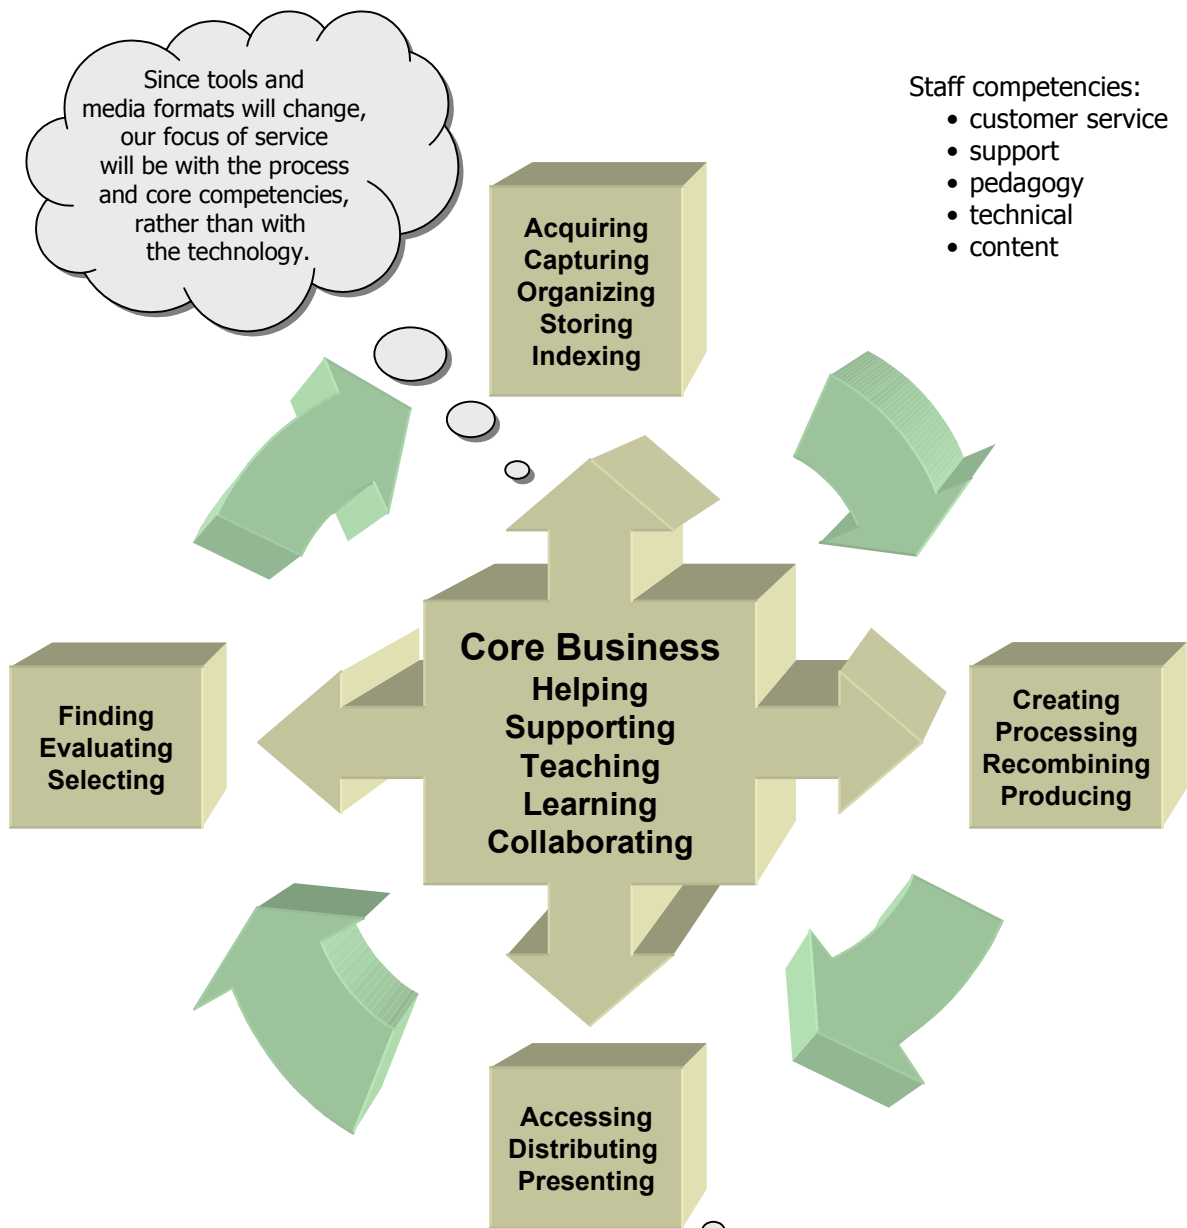 Since tools and
media formats will change,
our focus of service
will be with the process
and core competencies,
rather than with
the technology.
Staff competencies:
• customer service
• support
• pedagogy
• technical
• content
Acquiring
Capturing
Organizing
Storing
Indexing
Core Business
Helping
Supporting
Teaching
Learning
Collaborating
Finding
Evaluating
Selecting
Creating
Processing
Recombining
Producing
Accessing
Distributing
Presenting